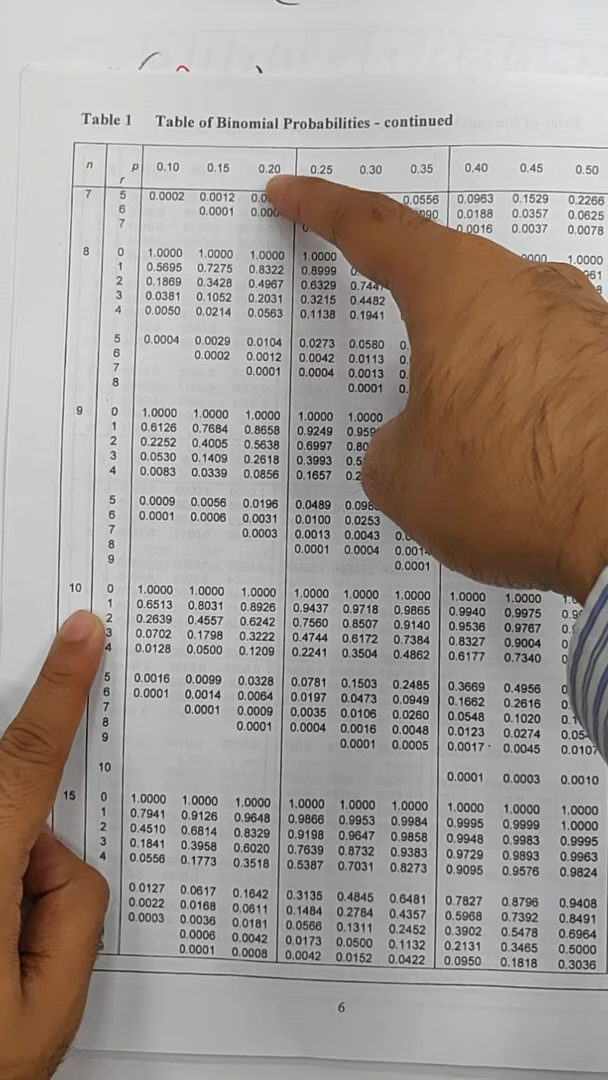 Table 1 Table of Binomial Probabilities - continued
n r p 0.10 0.15 0.20 0.25 0.30 0.35 0.40 0.45 0.50
7 5 0.0002 0.0012 0.0556 0.0963 0.1529 0.2266
6 0.0001 0.0188 0.0357 0.0625
7 0.0016 0.0037 0.0078
8 0 1.0000 1.0000 1.0000 1.0000 1.0000
1 0.5695 0.7275 0.8322 0.8999
2 0.1869 0.3428 0.4967 0.6329
3 0.0381 0.1052 0.2031 0.3215 0.4482
4 0.0050 0.0214 0.0563 0.1138 0.1941
5 0.0004 0.0029 0.0104 0.0273 0.0580
6 0.0002 0.0012 0.0042 0.0113
7 0.0001 0.0004 0.0013
8 0.0001
9 0 1.0000 1.0000 1.0000 1.0000 1.0000
1 0.6126 0.7684 0.8658 0.9249
2 0.2252 0.4005 0.5638 0.6997
3 0.0530 0.1409 0.2618 0.3993
4 0.0083 0.0339 0.0856 0.1657
5 0.0009 0.0056 0.0196 0.0489
6 0.0001 0.0006 0.0031 0.0100 0.0253
7 0.0003 0.0013 0.0043
8 0.0001 0.0004
9 0.0001
10 0 1.0000 1.0000 1.0000 1.0000 1.0000 1.0000 1.0000 1.0000
1 0.6513 0.8031 0.8926 0.9437 0.9718 0.9865 0.9940 0.9975
2 0.2639 0.4557 0.6242 0.7560 0.8507 0.9140 0.9536 0.9767
3 0.0702 0.1798 0.3222 0.4744 0.6172 0.7384 0.8327 0.9004
4 0.0128 0.0500 0.1209 0.2241 0.3504 0.4862 0.6177 0.7340
5 0.0016 0.0099 0.0328 0.0781 0.1503 0.2485 0.3669 0.4956
6 0.0001 0.0014 0.0064 0.0197 0.0473 0.0949 0.1662 0.2616
7 0.0001 0.0009 0.0035 0.0106 0.0260 0.0548 0.1020
8 0.0001 0.0004 0.0016 0.0048 0.0123 0.0274
9 0.0001 0.0005 0.0017 0.0045 0.0107
10 0.0001 0.0003 0.0010
15 0 1.0000 1.0000 1.0000 1.0000 1.0000 1.0000 1.0000 1.0000 1.0000
1 0.7941 0.9126 0.9648 0.9866 0.9953 0.9984 0.9995 0.9999 1.0000
2 0.4510 0.6814 0.8329 0.9198 0.9647 0.9858 0.9948 0.9983 0.9995
3 0.1841 0.3958 0.6020 0.7639 0.8732 0.9383 0.9729 0.9893 0.9963
4 0.0556 0.1773 0.3518 0.5387 0.7031 0.8273 0.9095 0.9576 0.9824
0.0127 0.0617 0.1642 0.3135 0.4845 0.6481 0.7827 0.8796 0.9408
0.0022 0.0168 0.0611 0.1484 0.2784 0.4357 0.5968 0.7392 0.8491
0.0003 0.0036 0.0181 0.0566 0.1311 0.2452 0.3902 0.5478 0.6964
0.0006 0.0042 0.0173 0.0500 0.1132 0.2131 0.3465 0.5000
0.0001 0.0008 0.0042 0.0152 0.0422 0.0950 0.1818 0.3036
6